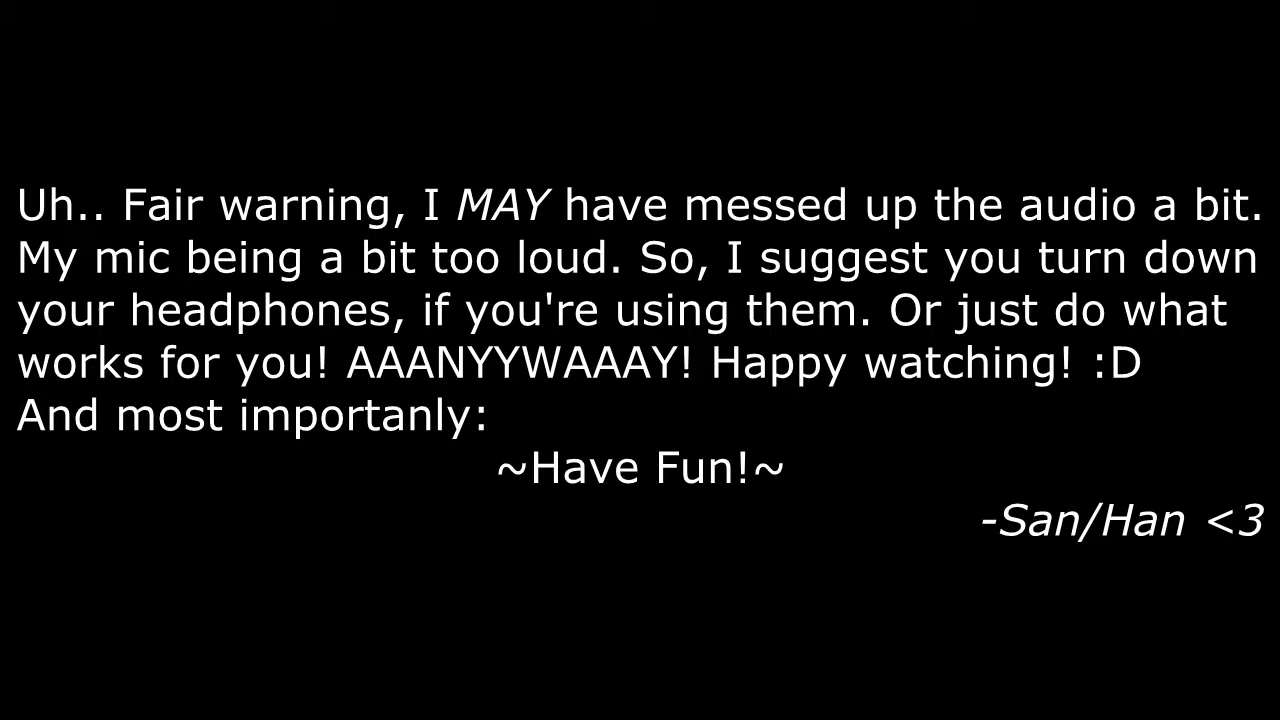 Uh.. Fair warning, I MAY have messed up the audio a bit.
My mic being a bit too loud. So, I suggest you turn down
your headphones, if you're using them. Or just do what
works for you! AAANYYWAAAY! Happy watching! :D
And most importanly:
~Have Fun!~
-San/Han <3